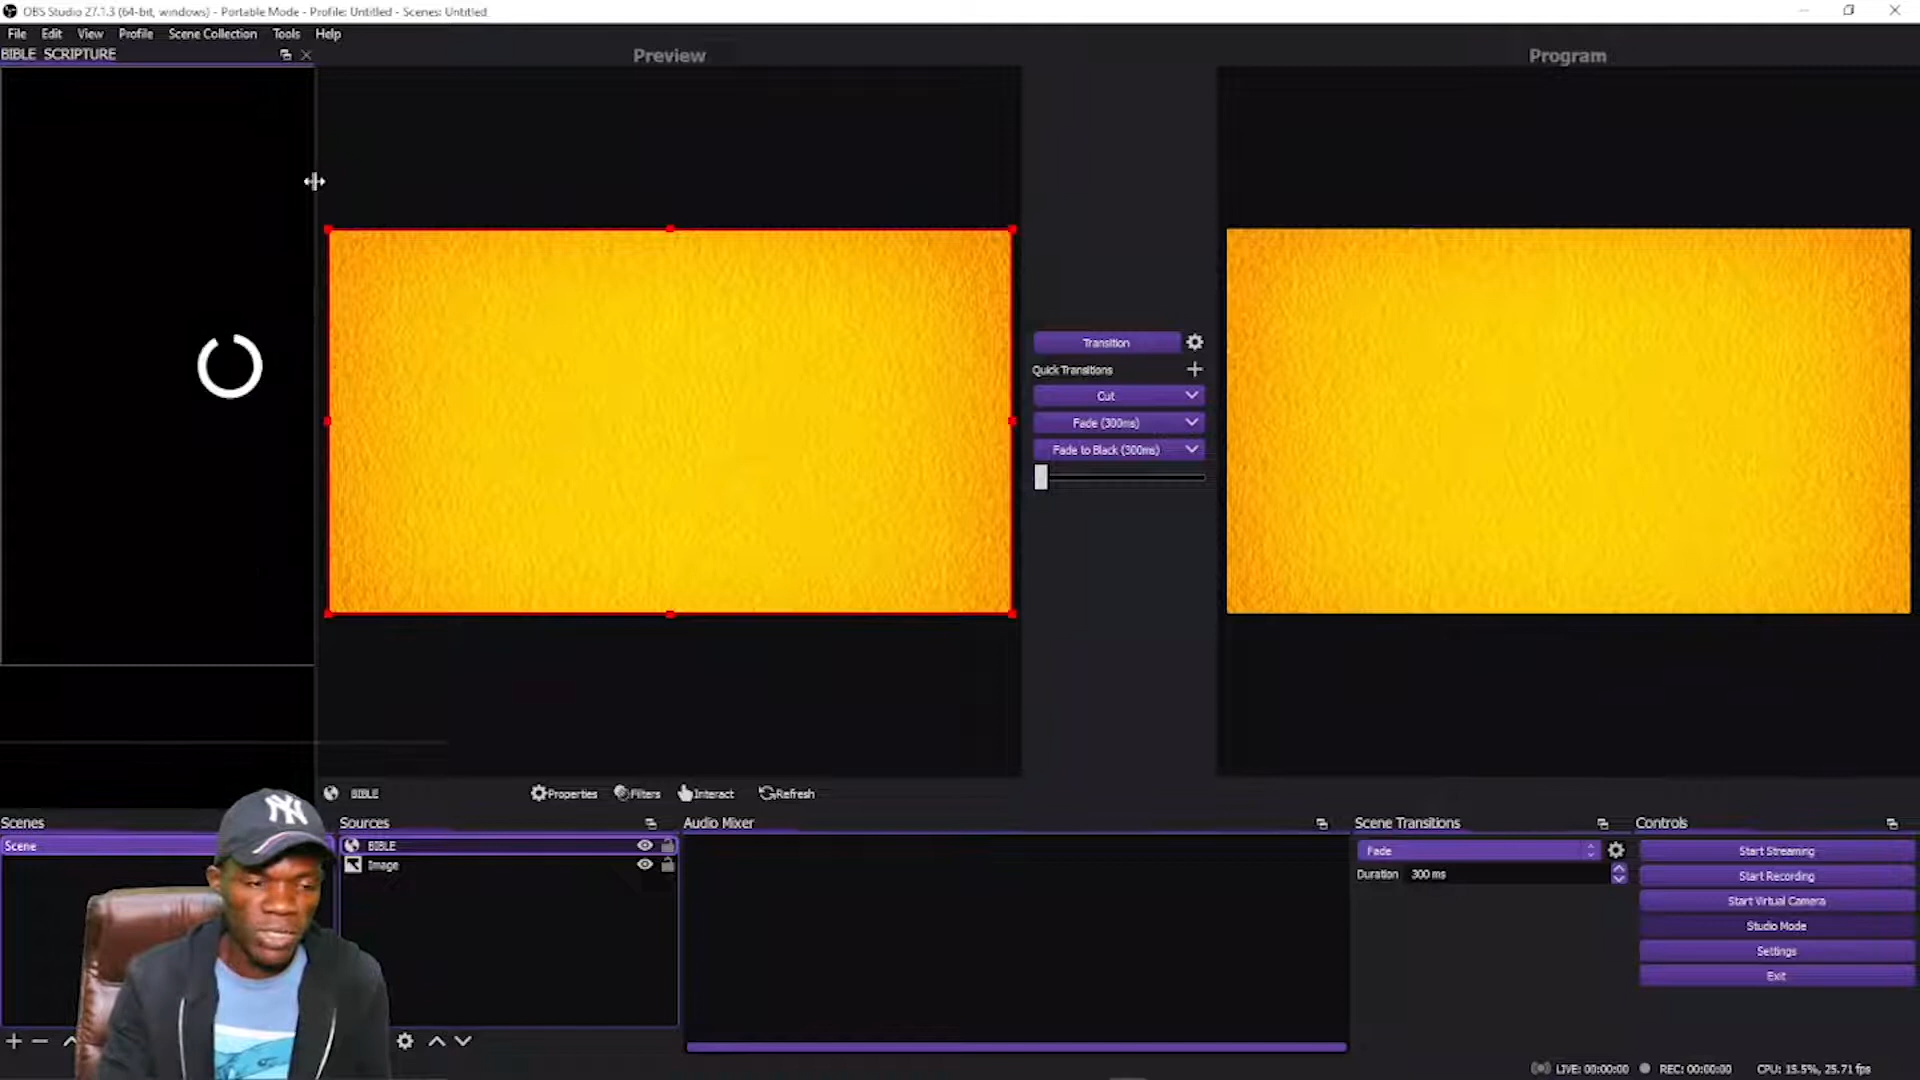 OBS Studio 27.1.3 (64-bit, windows) - Portable Mode - Profile: Untitled - Scenes: Untitled
File Edit View Profile Scene Collection Tools Help
BIBLE SCRIPTURE
Preview
Program
Transition
Quick Transitions
Cut
Fade (300ms)
Fade to Black (300ms)
BIBLE
Properties
Filters
Interact
Refresh
Scenes
Scene
Sources
BIBLE
Image
Audio Mixer
Scene Transitions
Fade
Duration 300 ms
Controls
Start Streaming
Start Recording
Start Virtual Camera
Studio Mode
Settings
Exit
NY
LIVE: 00:00:00 REC: 00:00:00 CPU: 15.5%, 25.71 fps